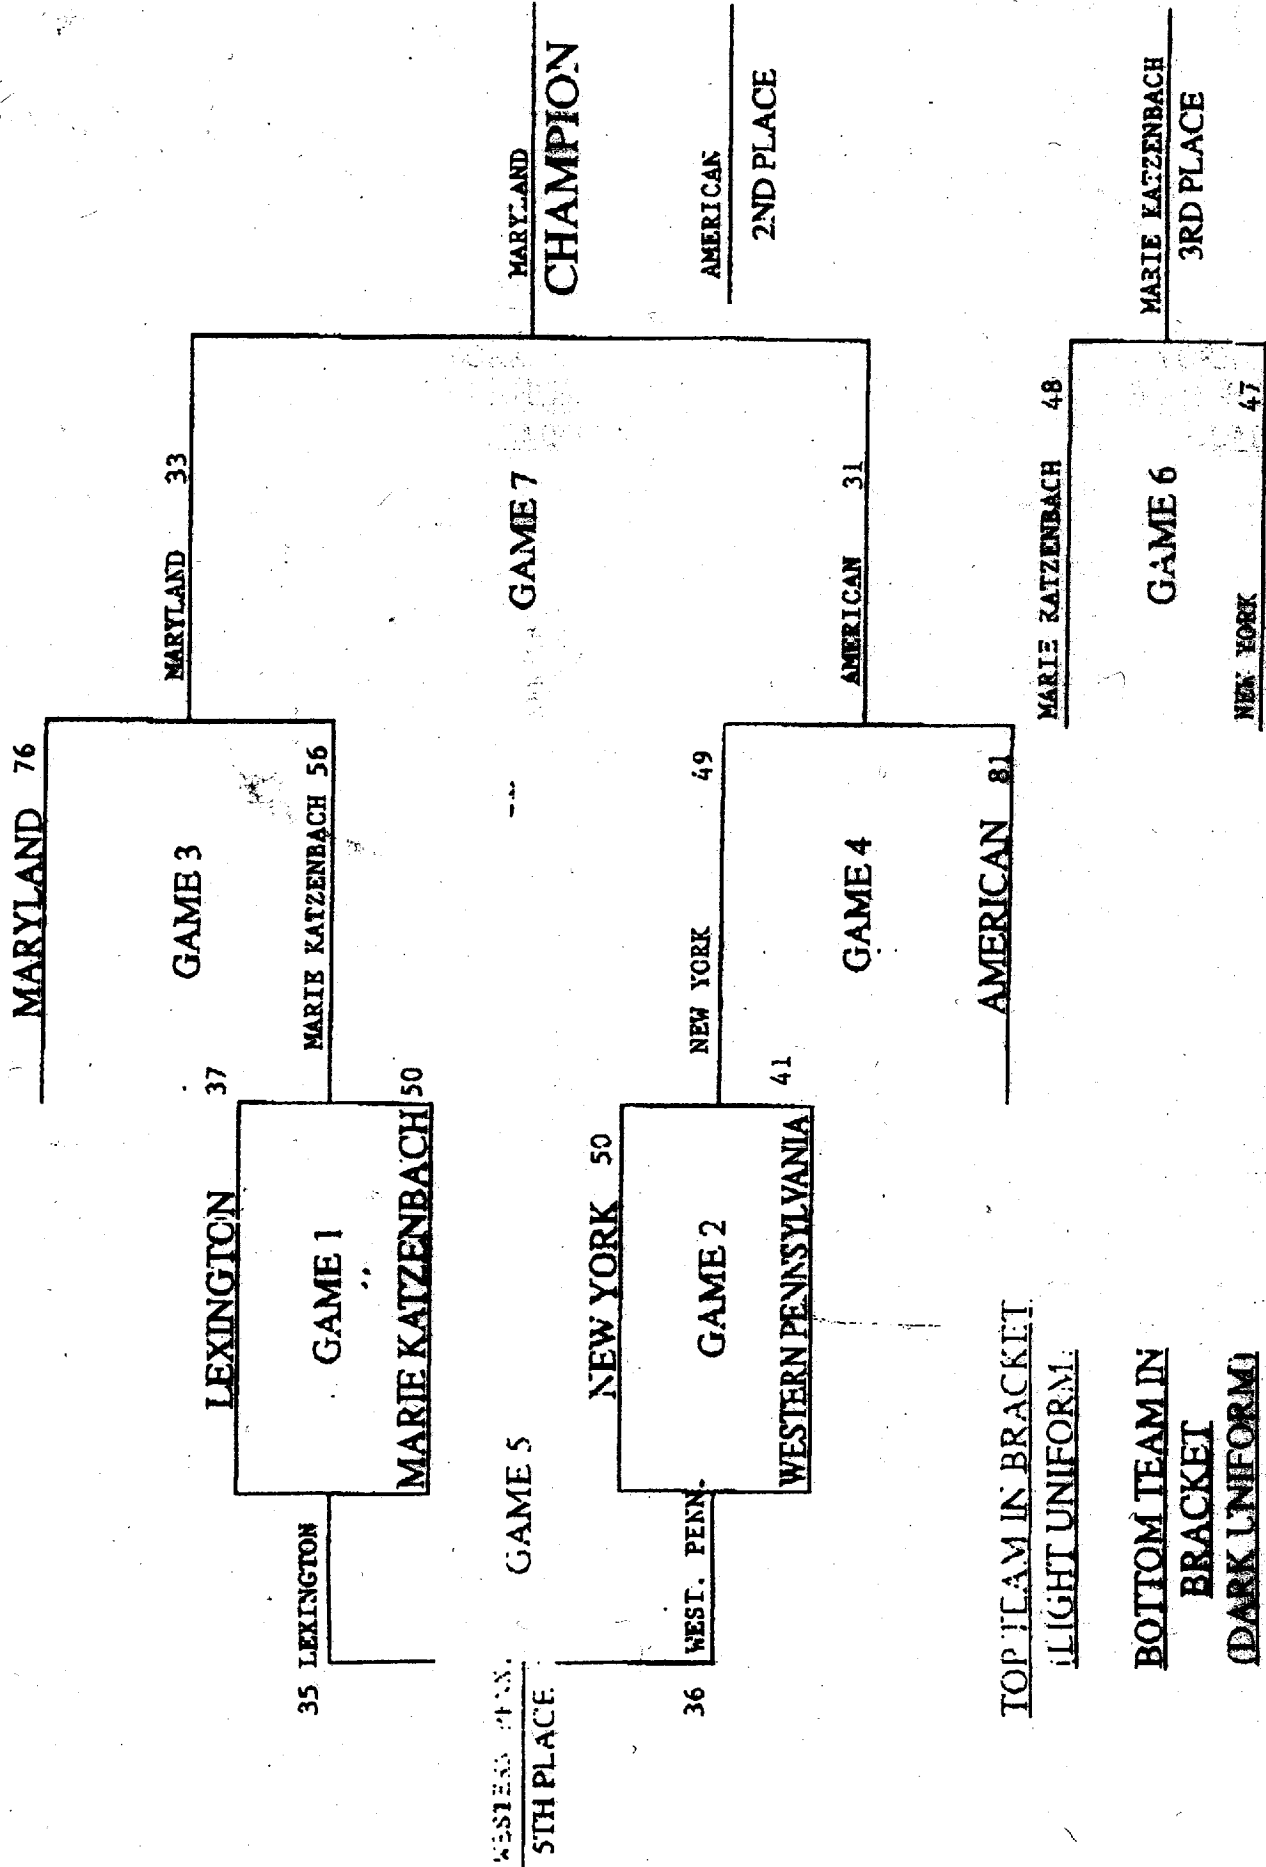 MARYLAND 76
GAME 3
MARIE KATZENBACH 56
LEXINGTON 37
GAME 1
MARIE KATZENBACH 50
35 LEXINGTON
GAME 5
WESTERN PENN.
5TH PLACE
36 WEST. PENN.
NEW YORK 50
GAME 2
WESTERN PENNSYLVANIA 41
NEW YORK 49
GAME 4
AMERICAN 81
MARYLAND 33
GAME 7
AMERICAN 31
MARYLAND
CHAMPION
AMERICAN
2ND PLACE
MARIE KATZENBACH 48
GAME 6
NEW YORK 47
MARIE KATZENBACH
3RD PLACE
TOP TEAM IN BRACKET
(LIGHT UNIFORM)
BOTTOM TEAM IN
BRACKET
(DARK UNIFORM)